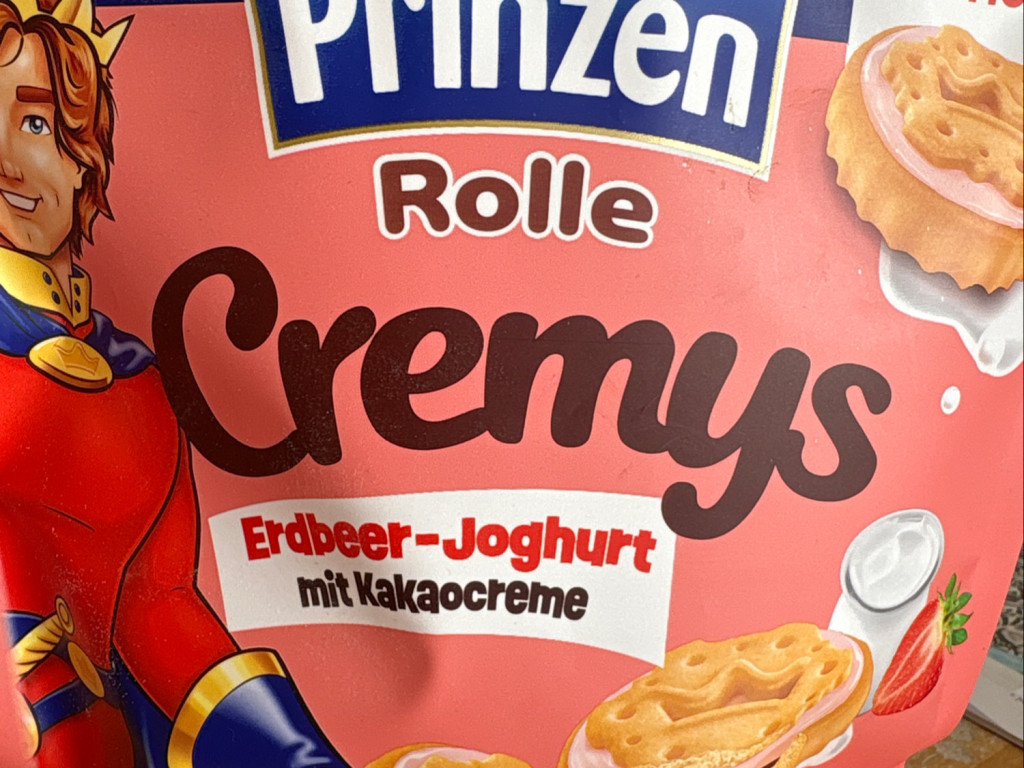 Prinzen
Rolle
Cremys
Erdbeer-Joghurt
mit Kakaocreme